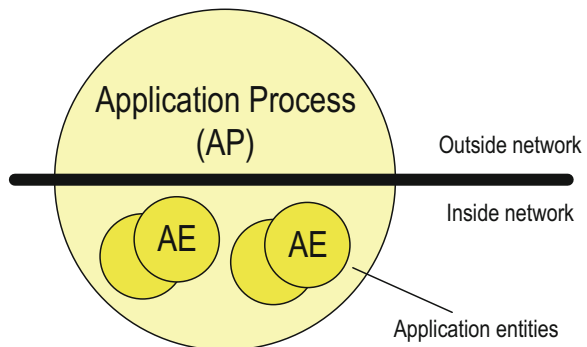 Application Process
(AP)
Outside network
Inside network
AE
AE
Application entities